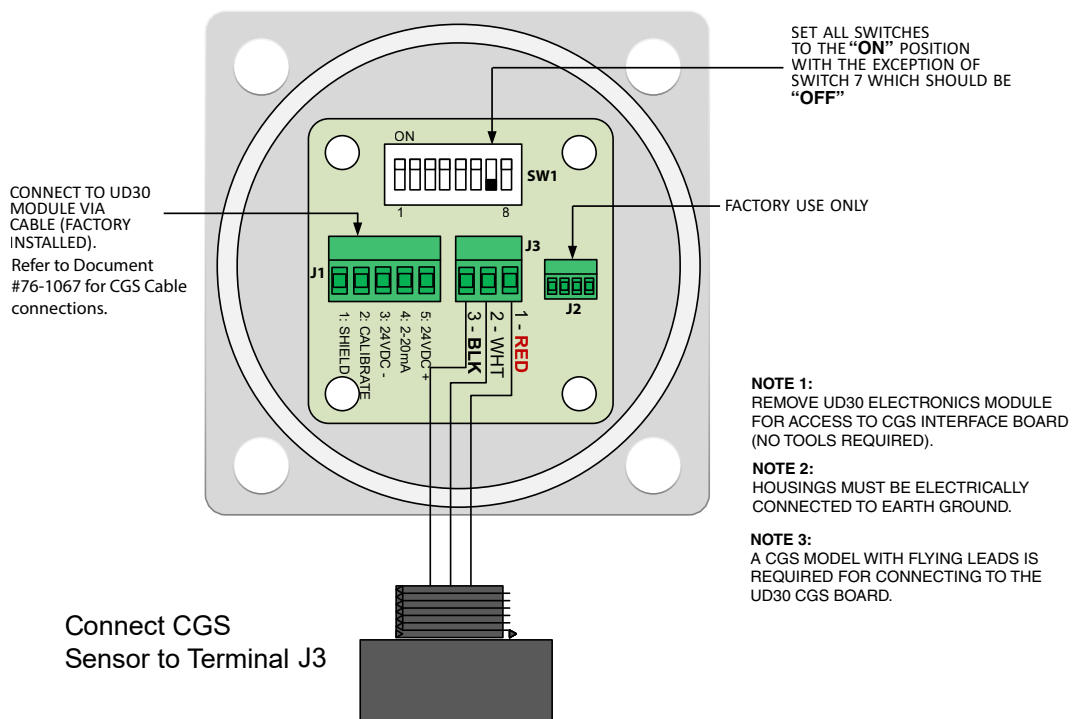 SET ALL SWITCHES
TO THE “ON” POSITION
WITH THE EXCEPTION OF
SWITCH 7 WHICH SHOULD BE
“OFF”
ON
SW1
1
8
CONNECT TO UD30
MODULE VIA
CABLE (FACTORY
INSTALLED).
Refer to Document
#76-1067 for CGS Cable
connections.
FACTORY USE ONLY
J1
J3
J2
1: SHIELD
2: CALIBRATE
3: 24VDC -
4: 2-20mA
5: 24VDC +
3 - BLK
2 - WHT
1 - RED
NOTE 1:
REMOVE UD30 ELECTRONICS MODULE
FOR ACCESS TO CGS INTERFACE BOARD
(NO TOOLS REQUIRED).
NOTE 2:
HOUSINGS MUST BE ELECTRICALLY
CONNECTED TO EARTH GROUND.
NOTE 3:
A CGS MODEL WITH FLYING LEADS IS
REQUIRED FOR CONNECTING TO THE
UD30 CGS BOARD.
Connect CGS
Sensor to Terminal J3